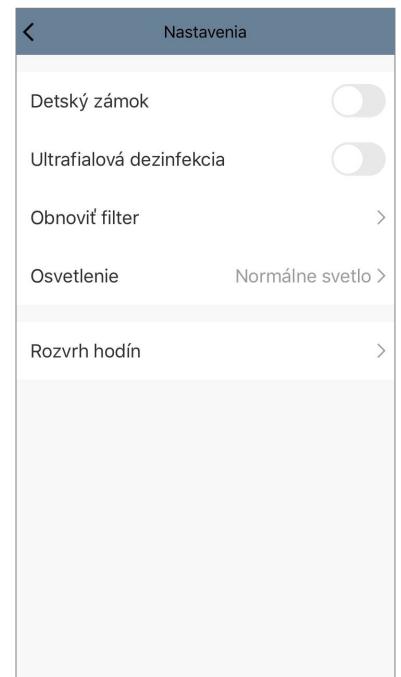 Nastavenia
Detský zámok
Ultrafialová dezinfekcia
Obnoviť filter
Osvetlenie Normálne svetlo
Rozvrh hodín